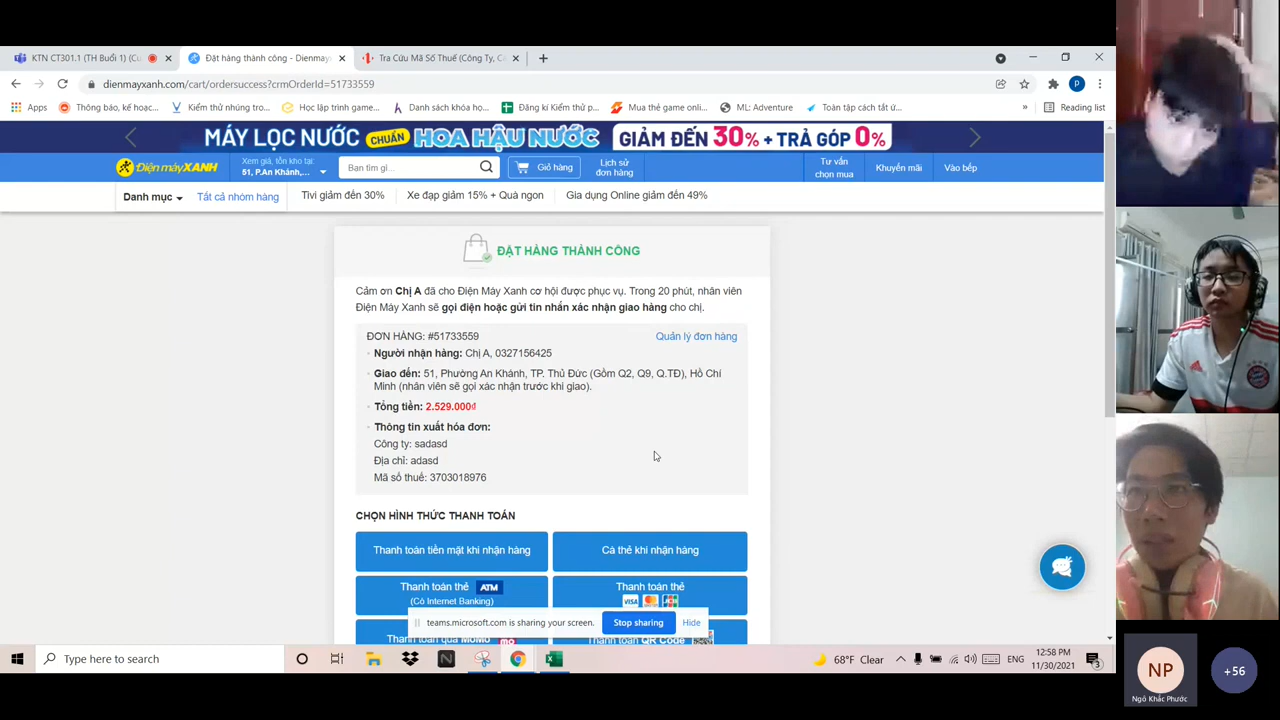 KTN CT301.1 (TH Buổi 1) (Cu
Đặt hàng thành công - Dienmay
Tra Cứu Mã Số Thuế (Công Ty, C
dienmayxanh.com/cart/ordersuccess?crmOrderId=51733559
p
Apps
Thông báo, kế hoạc...
Kiểm thử nhúng tro...
Học lập trình game...
Danh sách khóa họ...
Đăng kí Kiểm thử p...
Mua thẻ game onli...
ML: Adventure
Toàn tập cách tất ứ...
»
Reading list
MÁY LỌC NƯỚC CHUẨN HOA HẬU NƯỚC GIẢM ĐẾN 30% + TRẢ GÓP 0%
Điện máy XANH
Xem giá, tồn kho tại:
51, P.An Khánh,...
Bạn tìm gì...
Giỏ hàng
Lịch sử
đơn hàng
Tư vấn
chọn mua
Khuyến mãi
Vào bếp
Danh mục
Tất cả nhóm hàng
Tivi giảm đến 30%
Xe đạp giảm 15% + Quà ngon
Gia dụng Online giảm đến 49%
ĐẶT HÀNG THÀNH CÔNG
Cảm ơn Chị A đã cho Điện Máy Xanh cơ hội được phục vụ. Trong 20 phút, nhân viên
Điện Máy Xanh sẽ gọi điện hoặc gửi tin nhắn xác nhận giao hàng cho chị.
ĐƠN HÀNG: #51733559
Quản lý đơn hàng
Người nhận hàng: Chị A, 0327156425
Giao đến: 51, Phường An Khánh, TP. Thủ Đức (Gồm Q2, Q9, Q.TĐ), Hồ Chí
Minh (nhân viên sẽ gọi xác nhận trước khi giao).
Tổng tiền: 2.529.000₫
Thông tin xuất hóa đơn:
Công ty: sadasd
Địa chỉ: adasd
Mã số thuế: 3703018976
CHỌN HÌNH THỨC THANH TOÁN
Thanh toán tiền mặt khi nhận hàng
Cà thẻ khi nhận hàng
Thanh toán thẻ ATM
(Có Internet Banking)
Thanh toán thẻ
VISA JCB
teams.microsoft.com is sharing your screen.
Stop sharing
Hide
Thanh toán qua MoMo
Thanh toán QR Code
Type here to search
68°F Clear
ENG
12:58 PM
11/30/2021
3
NP
Ngô Khắc Phước
+56